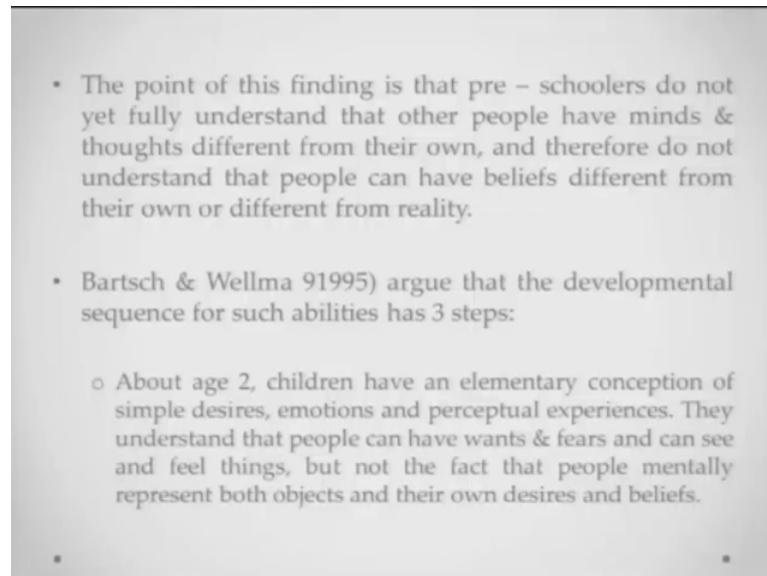 • The point of this finding is that pre – schoolers do not
yet fully understand that other people have minds &
thoughts different from their own, and therefore do not
understand that people can have beliefs different from
their own or different from reality.
• Bartsch & Wellma 91995) argue that the developmental
sequence for such abilities has 3 steps:
o About age 2, children have an elementary conception of
simple desires, emotions and perceptual experiences. They
understand that people can have wants & fears and can see
and feel things, but not the fact that people mentally
represent both objects and their own desires and beliefs.